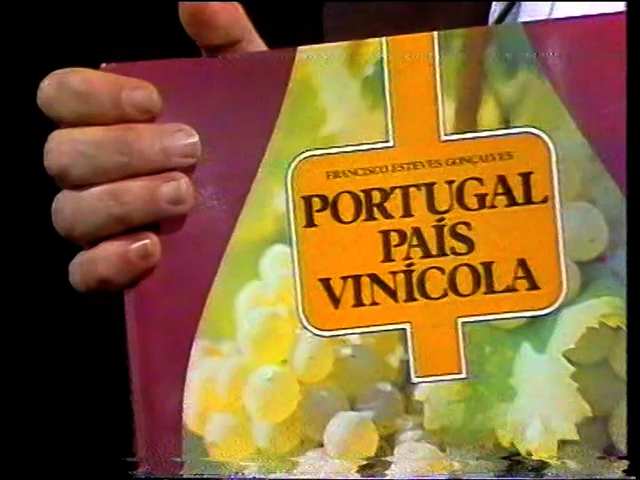 FRANCISCO ESTEVES GONÇALVES
PORTUGAL
PAÍS
VINÍCOLA